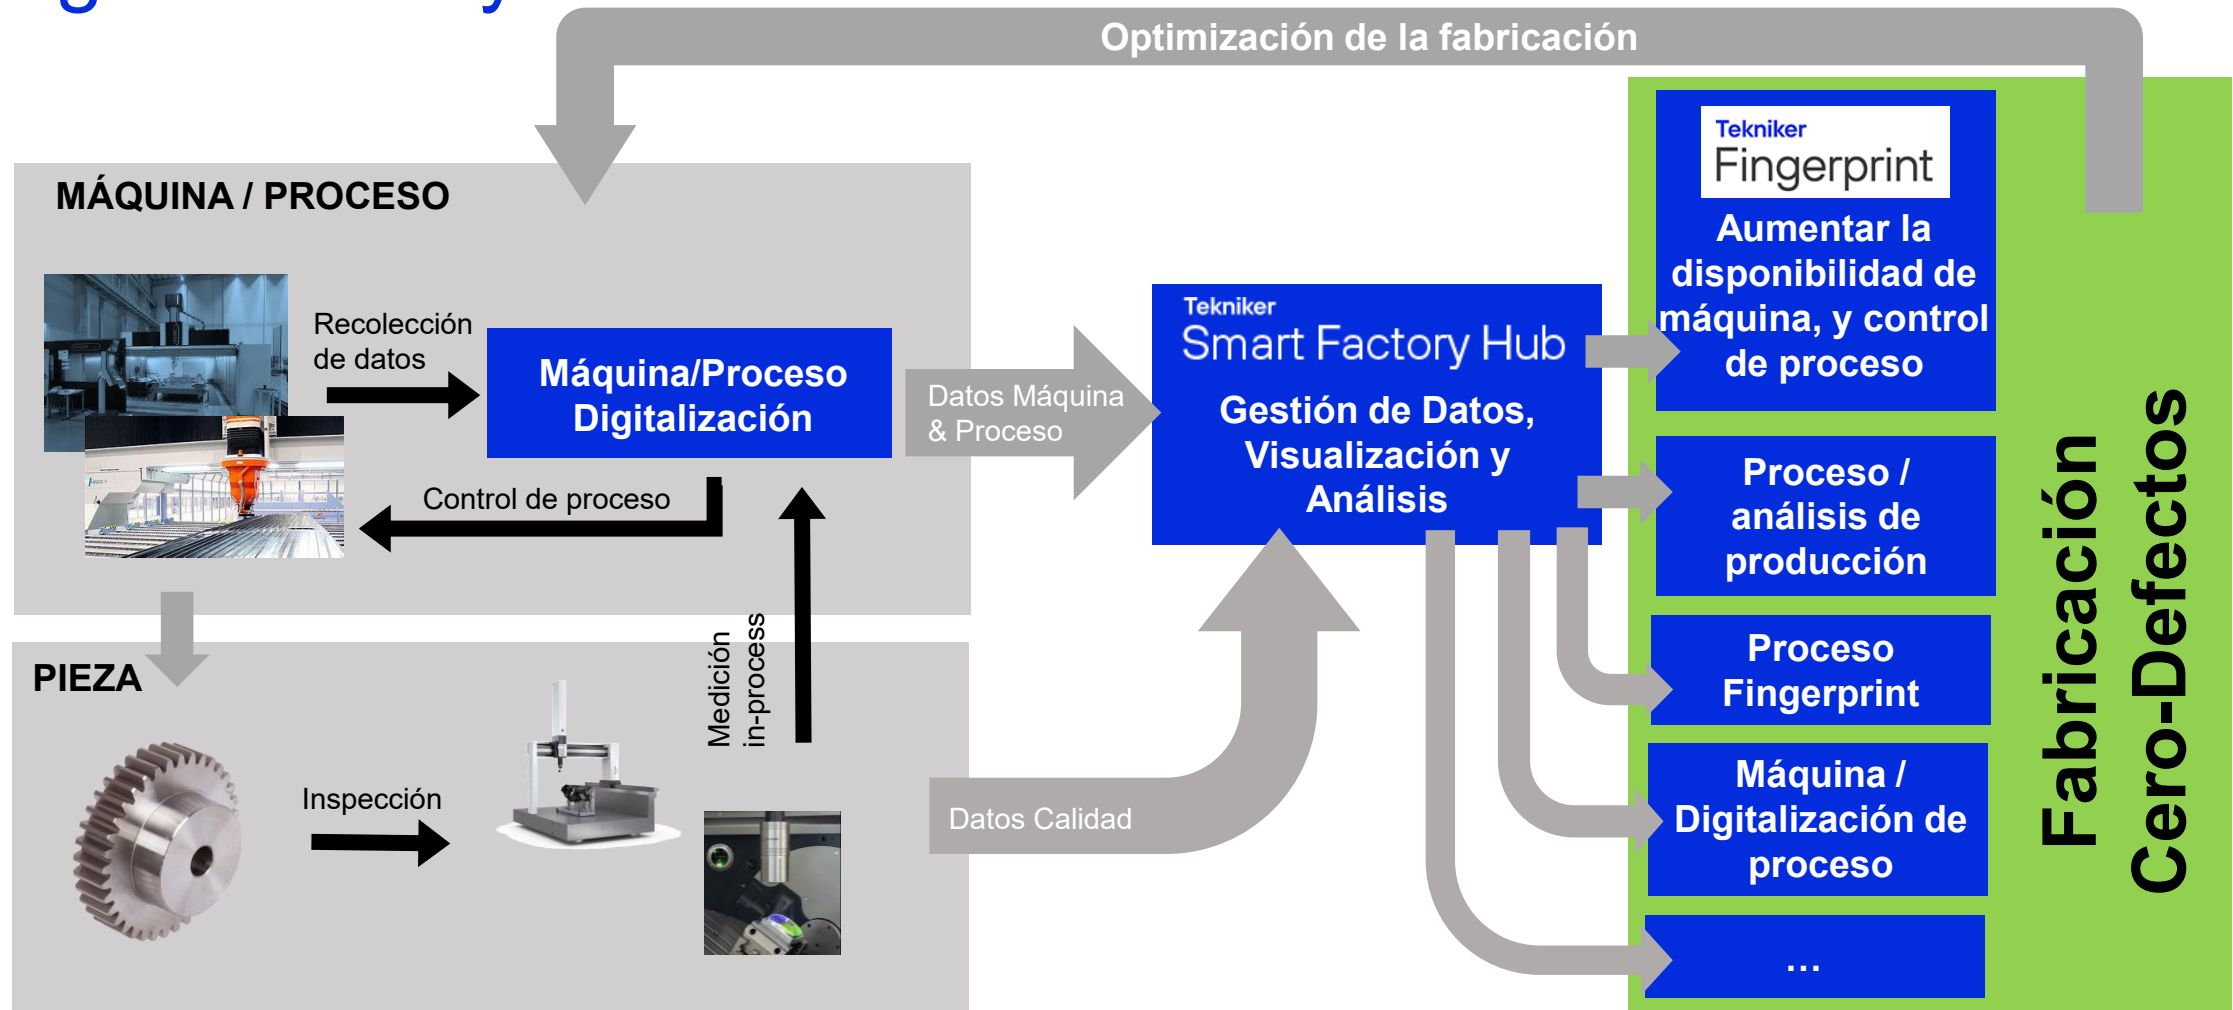 Optimización de la fabricación
MÁQUINA / PROCESO
Recolección
de datos
Máquina/Proceso
Digitalización
Control de proceso
Datos Máquina
& Proceso
PIEZA
Inspección
Medición
in-process
Datos Calidad
Tekniker
Smart Factory Hub
Gestión de Datos,
Visualización y
Análisis
Tekniker
Fingerprint
Aumentar la
disponibilidad de
máquina, y control
de proceso
Proceso /
análisis de
producción
Proceso
Fingerprint
Máquina /
Digitalización de
proceso
...
Fabricación
Cero-Defectos